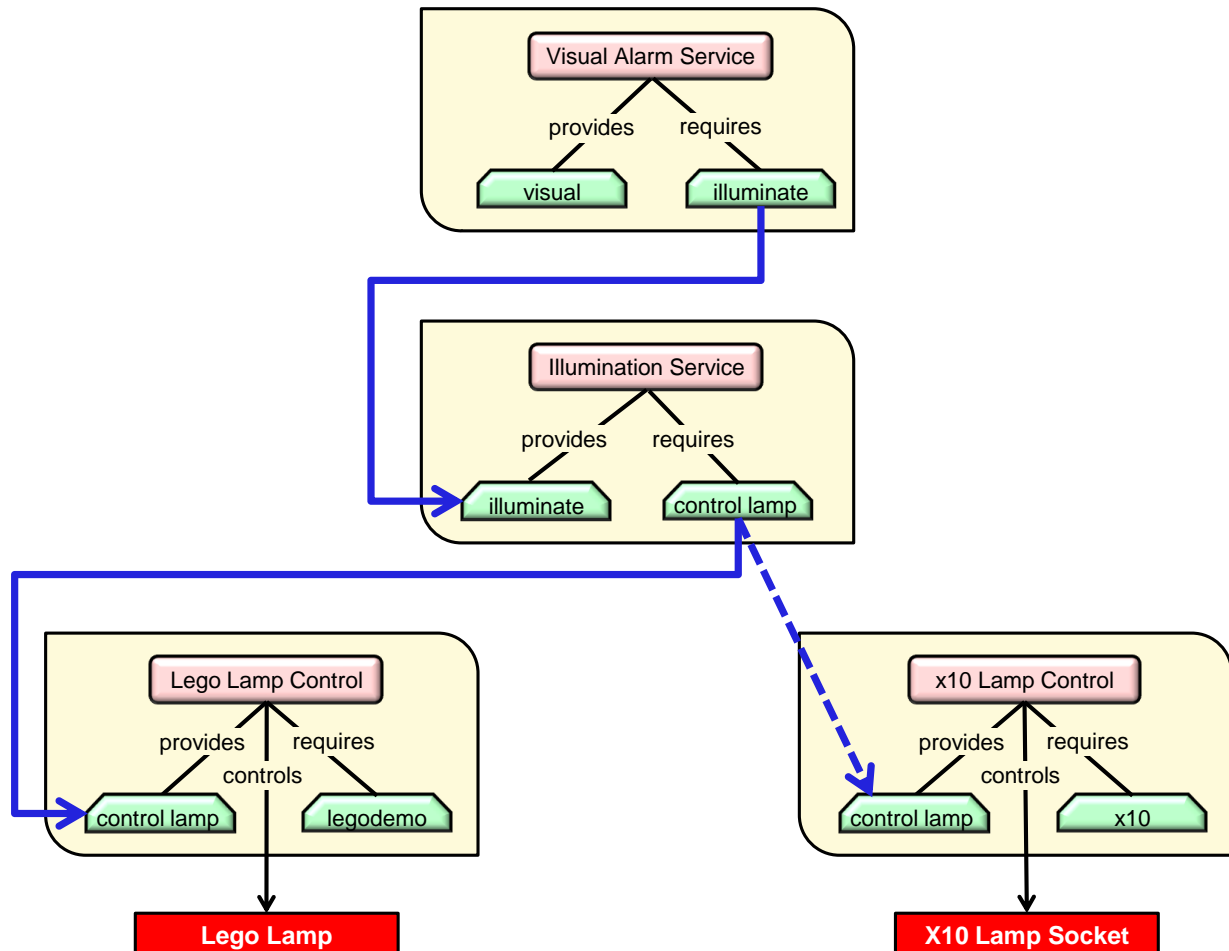 Visual Alarm Service
provides
requires
visual
illuminate
Illumination Service
provides
requires
illuminate
control lamp
Lego Lamp Control
provides
requires
controls
control lamp
legodemo
Lego Lamp
x10 Lamp Control
provides
requires
controls
control lamp
x10
X10 Lamp Socket